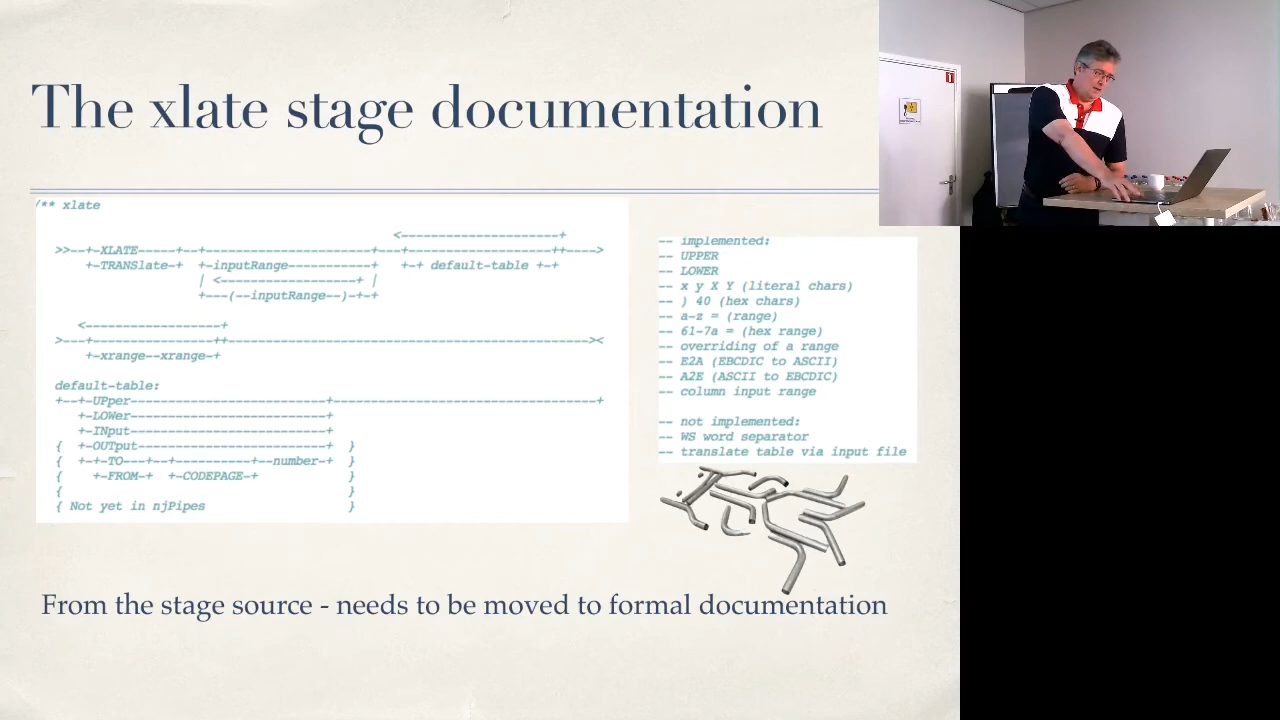 The xlate stage documentation
/** xlate
<---------------------+
>>--+-XLATE-----+--+-----------------------+---+--------------------++---->
+-TRANSlate-+ +-inputRange------------+ +-+ default-table +-+
| <-------------------+ |
+---(--inputRange--)-+-+
<------------------+
>---+-----------------++------------------------------------------------><
+-xrange--xrange-+
default-table:
+--+-UPper--------------------------+-----------------------------------+
+-LOWer--------------------------+
+-INput--------------------------+
{ +-OUTput-------------------------+ }
{ +-+-TO---+--+----------+--number-+ }
{ +-FROM-+ +-CODEPAGE-+ }
{ }
{ Not yet in njPipes }
-- implemented:
-- UPPER
-- LOWER
-- x y X Y (literal chars)
-- ) 40 (hex chars)
-- a-z = (range)
-- 61-7a = (hex range)
-- overriding of a range
-- E2A (EBCDIC to ASCII)
-- A2E (ASCII to EBCDIC)
-- column input range
-- not implemented:
-- WS word separator
-- translate table via input file
From the stage source - needs to be moved to formal documentation